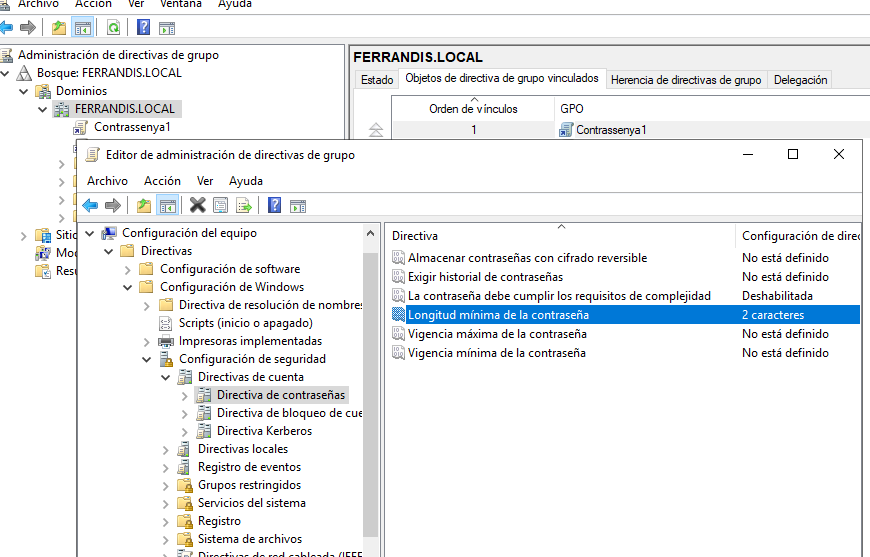 Archivo Acción Ver Ventana Ayuda
Administración de directivas de grupo
Bosque: FERRANDIS.LOCAL
Dominios
FERRANDIS.LOCAL
Contrassenya1
FERRANDIS.LOCAL
Estado Objetos de directiva de grupo vinculados Herencia de directivas de grupo Delegación
Orden de vínculos GPO
1 Contrassenya1
Editor de administración de directivas de grupo
Archivo Acción Ver Ayuda
Configuración del equipo
Directivas
Configuración de software
Configuración de Windows
Directiva de resolución de nombres
Scripts (inicio o apagado)
Impresoras implementadas
Configuración de seguridad
Directivas de cuenta
Directiva de contraseñas
Directiva de bloqueo de cue
Directiva Kerberos
Directivas locales
Registro de eventos
Grupos restringidos
Servicios del sistema
Registro
Sistema de archivos
Directivas de red cableada (IEEE
Directiva Configuración de direc
Almacenar contraseñas con cifrado reversible No está definido
Exigir historial de contraseñas No está definido
La contraseña debe cumplir los requisitos de complejidad Deshabilitada
Longitud mínima de la contraseña 2 caracteres
Vigencia máxima de la contraseña No está definido
Vigencia mínima de la contraseña No está definido
Sitic
Moc
Resu